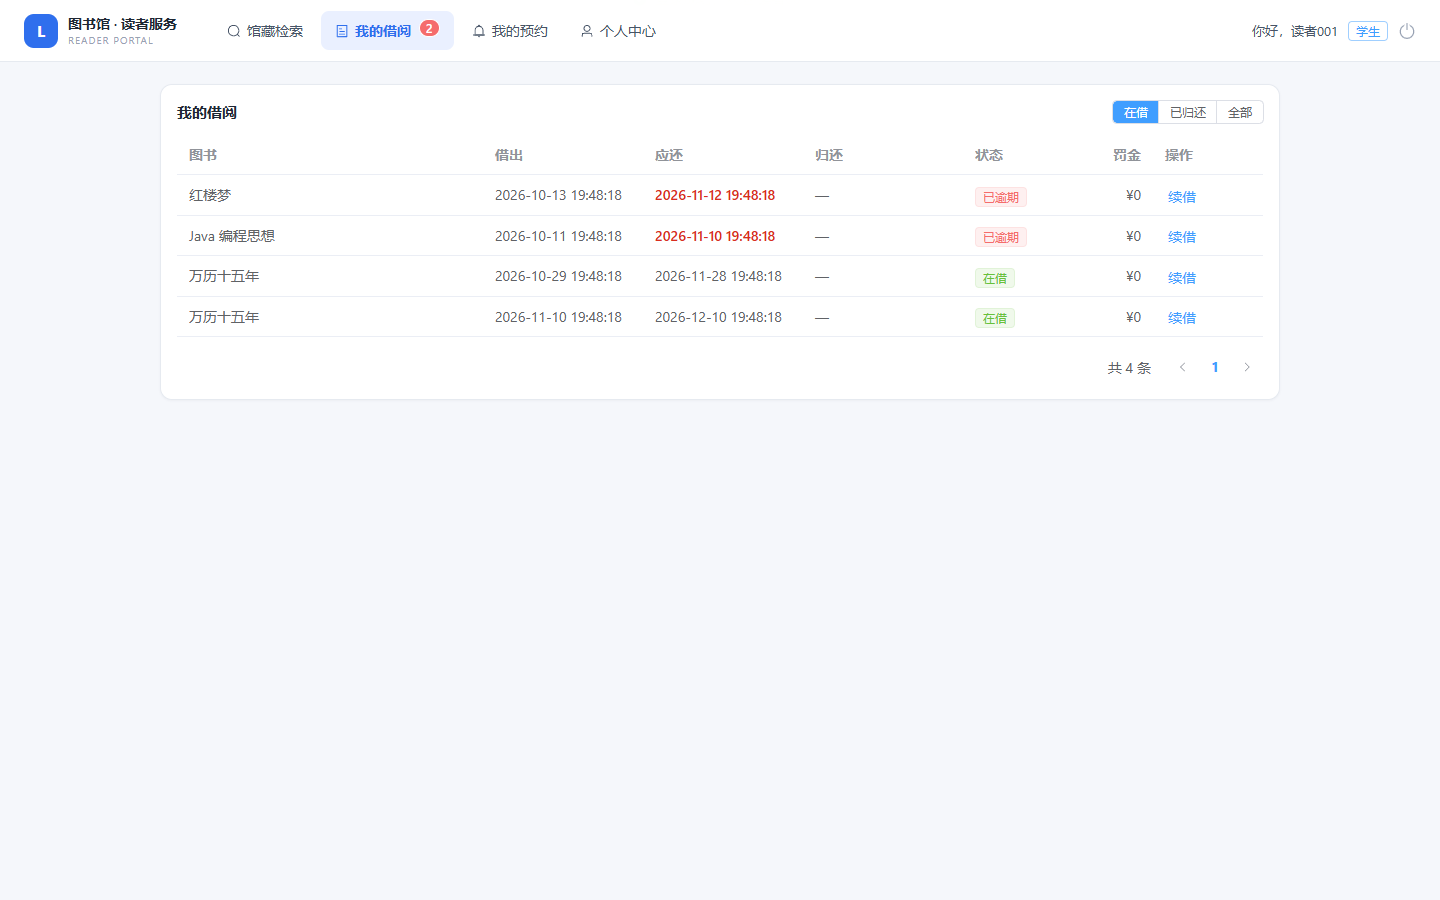 L
图书馆 · 读者服务
READER PORTAL
馆藏检索
我的借阅 2
我的预约
个人中心
你好，读者001 学生
我的借阅
在借 已归还 全部
图书 借出 应还 归还 状态 罚金 操作
红楼梦 2026-10-13 19:48:18 2026-11-12 19:48:18 — 已逾期 ¥0 续借
Java 编程思想 2026-10-11 19:48:18 2026-11-10 19:48:18 — 已逾期 ¥0 续借
万历十五年 2026-10-29 19:48:18 2026-11-28 19:48:18 — 在借 ¥0 续借
万历十五年 2026-11-10 19:48:18 2026-12-10 19:48:18 — 在借 ¥0 续借
共 4 条 1